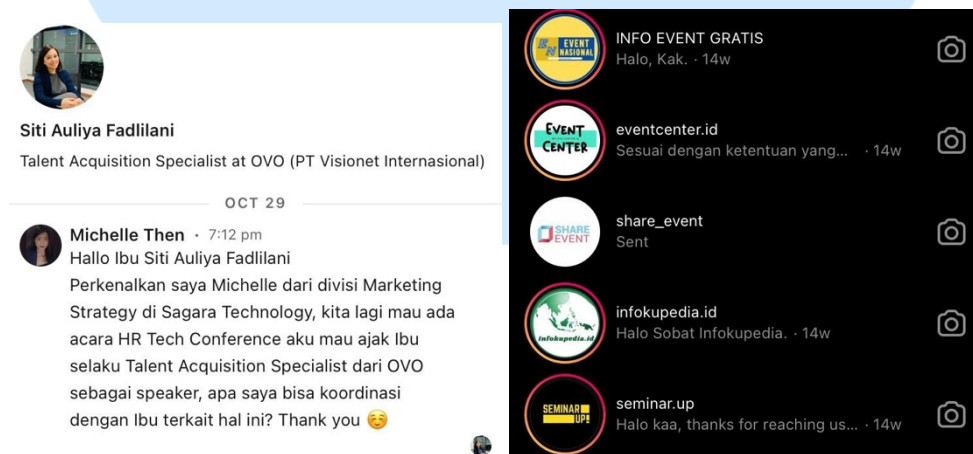 Siti Auliya Fadlilani
Talent Acquisition Specialist at OVO (PT Visionet Internasional)
OCT 29
Michelle Then • 7:12 pm
Hallo Ibu Siti Auliya Fadlilani
Perkenalkan saya Michelle dari divisi Marketing
Strategy di Sagara Technology, kita lagi mau ada
acara HR Tech Conference aku mau ajak Ibu
selaku Talent Acquisition Specialist dari OVO
sebagai speaker, apa saya bisa koordinasi
dengan Ibu terkait hal ini? Thank you ☺️
EN EVENT
NASIONAL
INFO EVENT GRATIS
Halo, Kak. · 14w
EVENT
CENTER
eventcenter.id
Sesuai dengan ketentuan yang... · 14w
SHARE
EVENT
share_event
Sent
infokupedia.id
infokupedia.id
Halo Sobat Infokupedia. · 14w
SEMINAR
UP!
seminar.up
Halo kaa, thanks for reaching us... · 14w